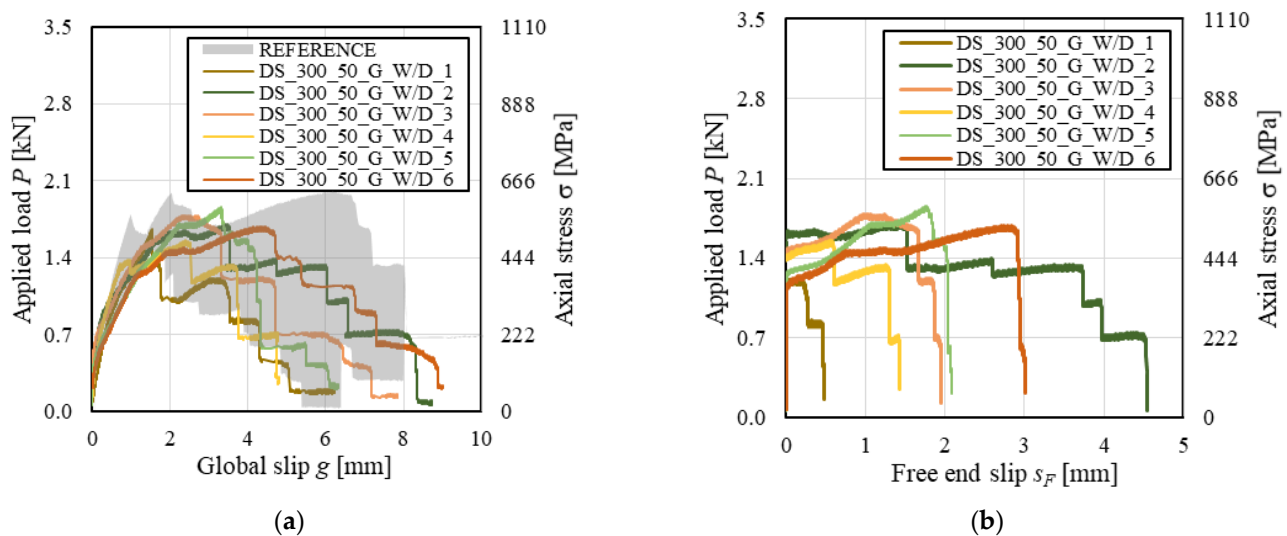 3.5
2.8
2.1
1.4
0.7
0.0
Applied load P [kN]
REFERENCE
DS_300_50_G_W/D_1
DS_300_50_G_W/D_2
DS_300_50_G_W/D_3
DS_300_50_G_W/D_4
DS_300_50_G_W/D_5
DS_300_50_G_W/D_6
1110
888
666
444
222
0
Axial stress σ [MPa]
0 2 4 6 8 10
Global slip g [mm]
(a)
3.5
2.8
2.1
1.4
0.7
0.0
Applied load P [kN]
DS_300_50_G_W/D_1
DS_300_50_G_W/D_2
DS_300_50_G_W/D_3
DS_300_50_G_W/D_4
DS_300_50_G_W/D_5
DS_300_50_G_W/D_6
1110
888
666
444
222
0
Axial stress σ [MPa]
0 1 2 3 4 5
Free end slip sF [mm]
(b)